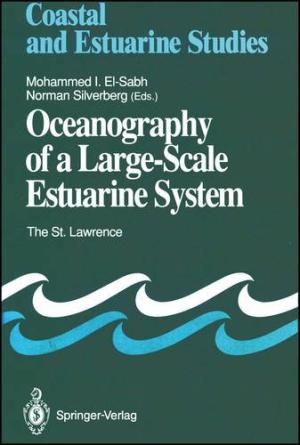 Coastal
and Estuarine Studies
Mohammed I. El-Sabh
Norman Silverberg (Eds.)
Oceanography
of a Large-Scale
Estuarine System
The St. Lawrence
Springer-Verlag